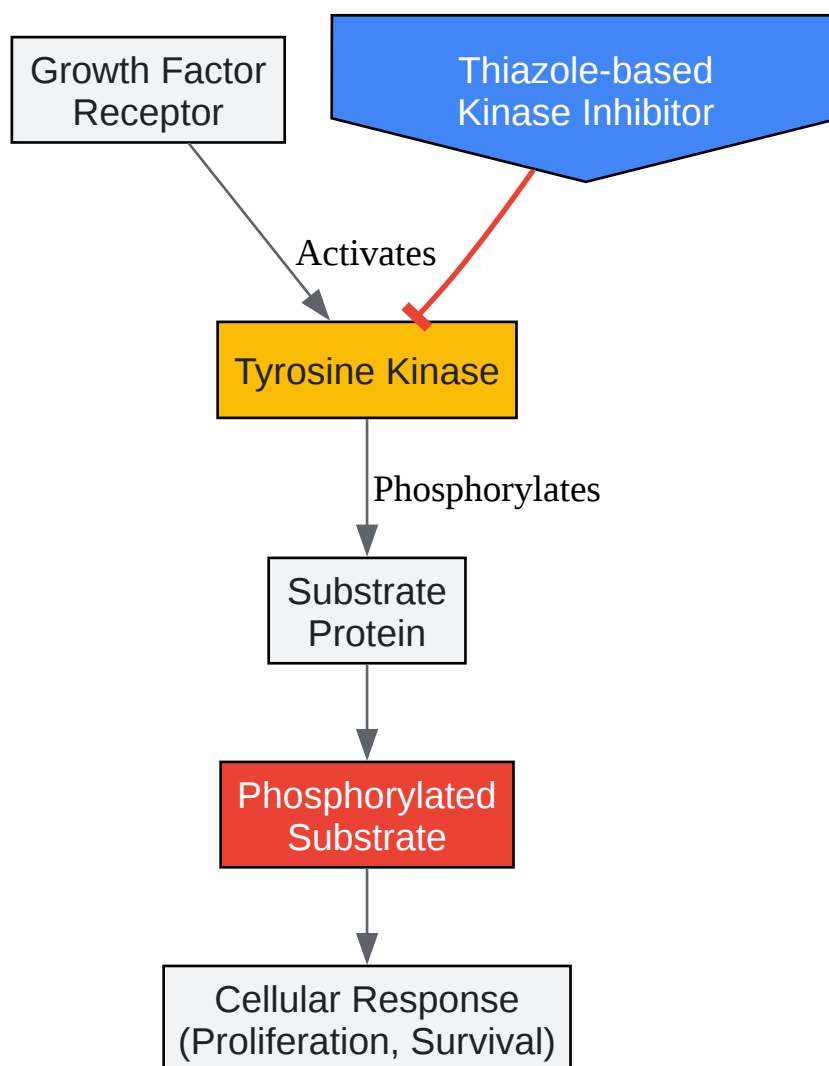 Growth Factor
Receptor
Thiazole-based
Kinase Inhibitor
Activates
Tyrosine Kinase
Phosphorylates
Substrate
Protein
Phosphorylated
Substrate
Cellular Response
(Proliferation, Survival)